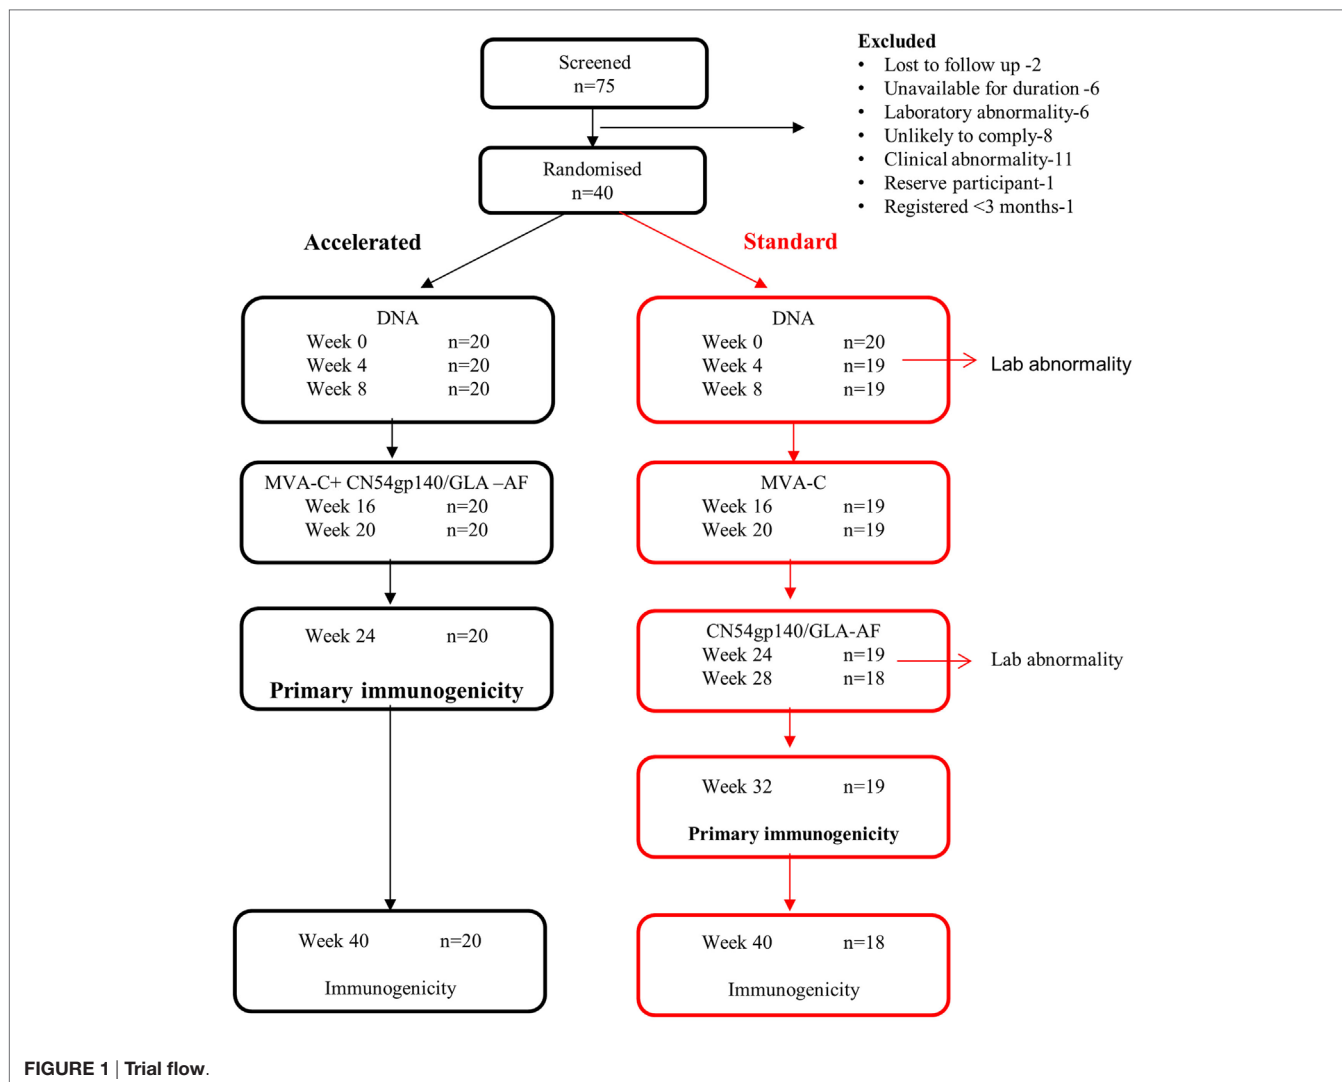 Screened
n=75
Excluded
• Lost to follow up -2
• Unavailable for duration -6
• Laboratory abnormality-6
• Unlikely to comply-8
• Clinical abnormality-11
• Reserve participant-1
• Registered <3 months-1
Randomised
n=40
Accelerated
Standard
DNA
Week 0 n=20
Week 4 n=20
Week 8 n=20
DNA
Week 0 n=20
Week 4 n=19
Week 8 n=19
Lab abnormality
MVA-C+ CN54gp140/GLA –AF
Week 16 n=20
Week 20 n=20
MVA-C
Week 16 n=19
Week 20 n=19
Week 24 n=20
Primary immunogenicity
CN54gp140/GLA-AF
Week 24 n=19
Week 28 n=18
Lab abnormality
Week 32 n=19
Primary immunogenicity
Week 40 n=20
Immunogenicity
Week 40 n=18
Immunogenicity
FIGURE 1 | Trial flow.